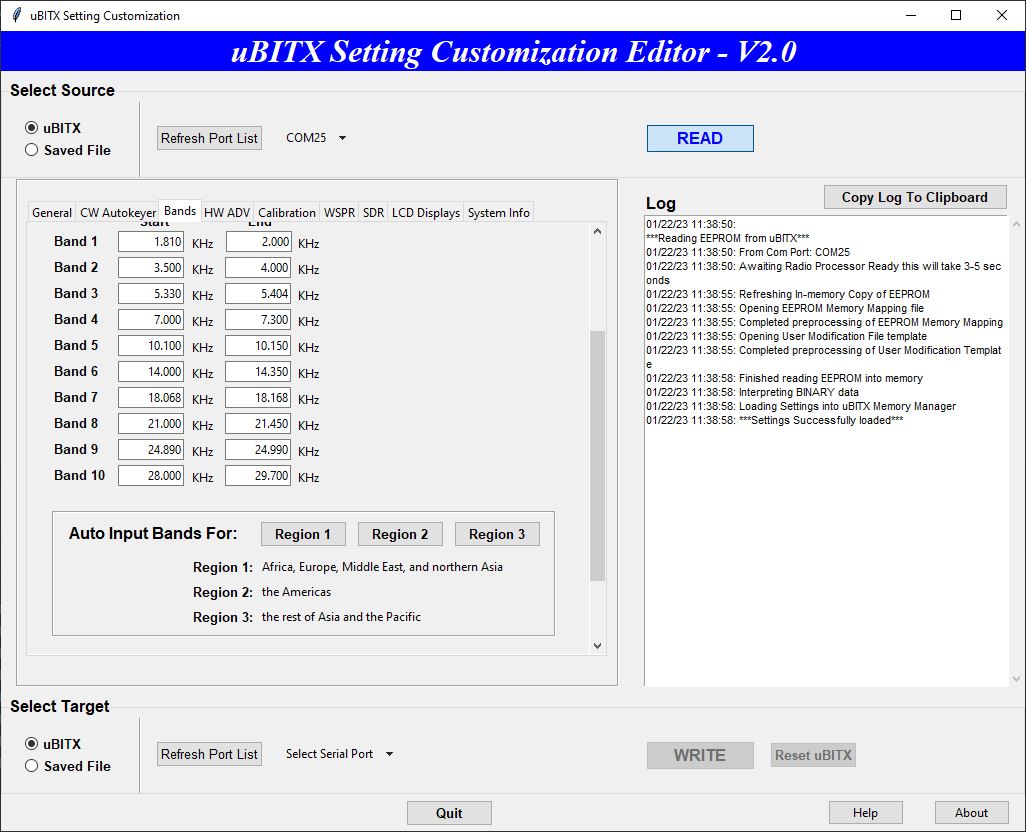 uBITX Setting Customization
uBITX Setting Customization Editor - V2.0
Select Source
uBITX
Saved File
Refresh Port List
COM25
READ
General CW Autokeyer Bands HW ADV Calibration WSPR SDR LCD Displays System Info
Start End
Band 1 1.810 KHz 2.000 KHz
Band 2 3.500 KHz 4.000 KHz
Band 3 5.330 KHz 5.404 KHz
Band 4 7.000 KHz 7.300 KHz
Band 5 10.100 KHz 10.150 KHz
Band 6 14.000 KHz 14.350 KHz
Band 7 18.068 KHz 18.168 KHz
Band 8 21.000 KHz 21.450 KHz
Band 9 24.890 KHz 24.990 KHz
Band 10 28.000 KHz 29.700 KHz
Auto Input Bands For: Region 1 Region 2 Region 3
Region 1: Africa, Europe, Middle East, and northern Asia
Region 2: the Americas
Region 3: the rest of Asia and the Pacific
Log
Copy Log To Clipboard
01/22/23 11:38:50:
***Reading EEPROM from uBITX***
01/22/23 11:38:50: From Com Port: COM25
01/22/23 11:38:50: Awaiting Radio Processor Ready this will take 3-5 sec
onds
01/22/23 11:38:55: Refreshing In-memory Copy of EEPROM
01/22/23 11:38:55: Opening EEPROM Memory Mapping file
01/22/23 11:38:55: Completed preprocessing of EEPROM Memory Mapping
01/22/23 11:38:55: Opening User Modification File template
01/22/23 11:38:55: Completed preprocessing of User Modification Templat
e
01/22/23 11:38:58: Finished reading EEPROM into memory
01/22/23 11:38:58: Interpreting BINARY data
01/22/23 11:38:58: Loading Settings into uBITX Memory Manager
01/22/23 11:38:58: ***Settings Successfully loaded***
Select Target
uBITX
Saved File
Refresh Port List
Select Serial Port
WRITE
Reset uBITX
Quit
Help
About